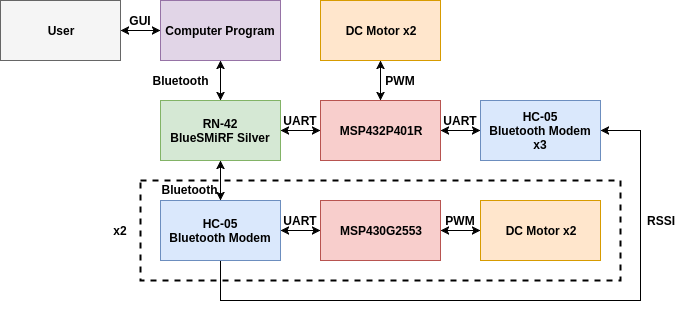 User
GUI
Computer Program
DC Motor x2
Bluetooth
PWM
RN-42
BlueSMiRF Silver
UART
MSP432P401R
UART
HC-05
Bluetooth Modem
x3
Bluetooth
x2
HC-05
Bluetooth Modem
UART
MSP430G2553
PWM
DC Motor x2
RSSI